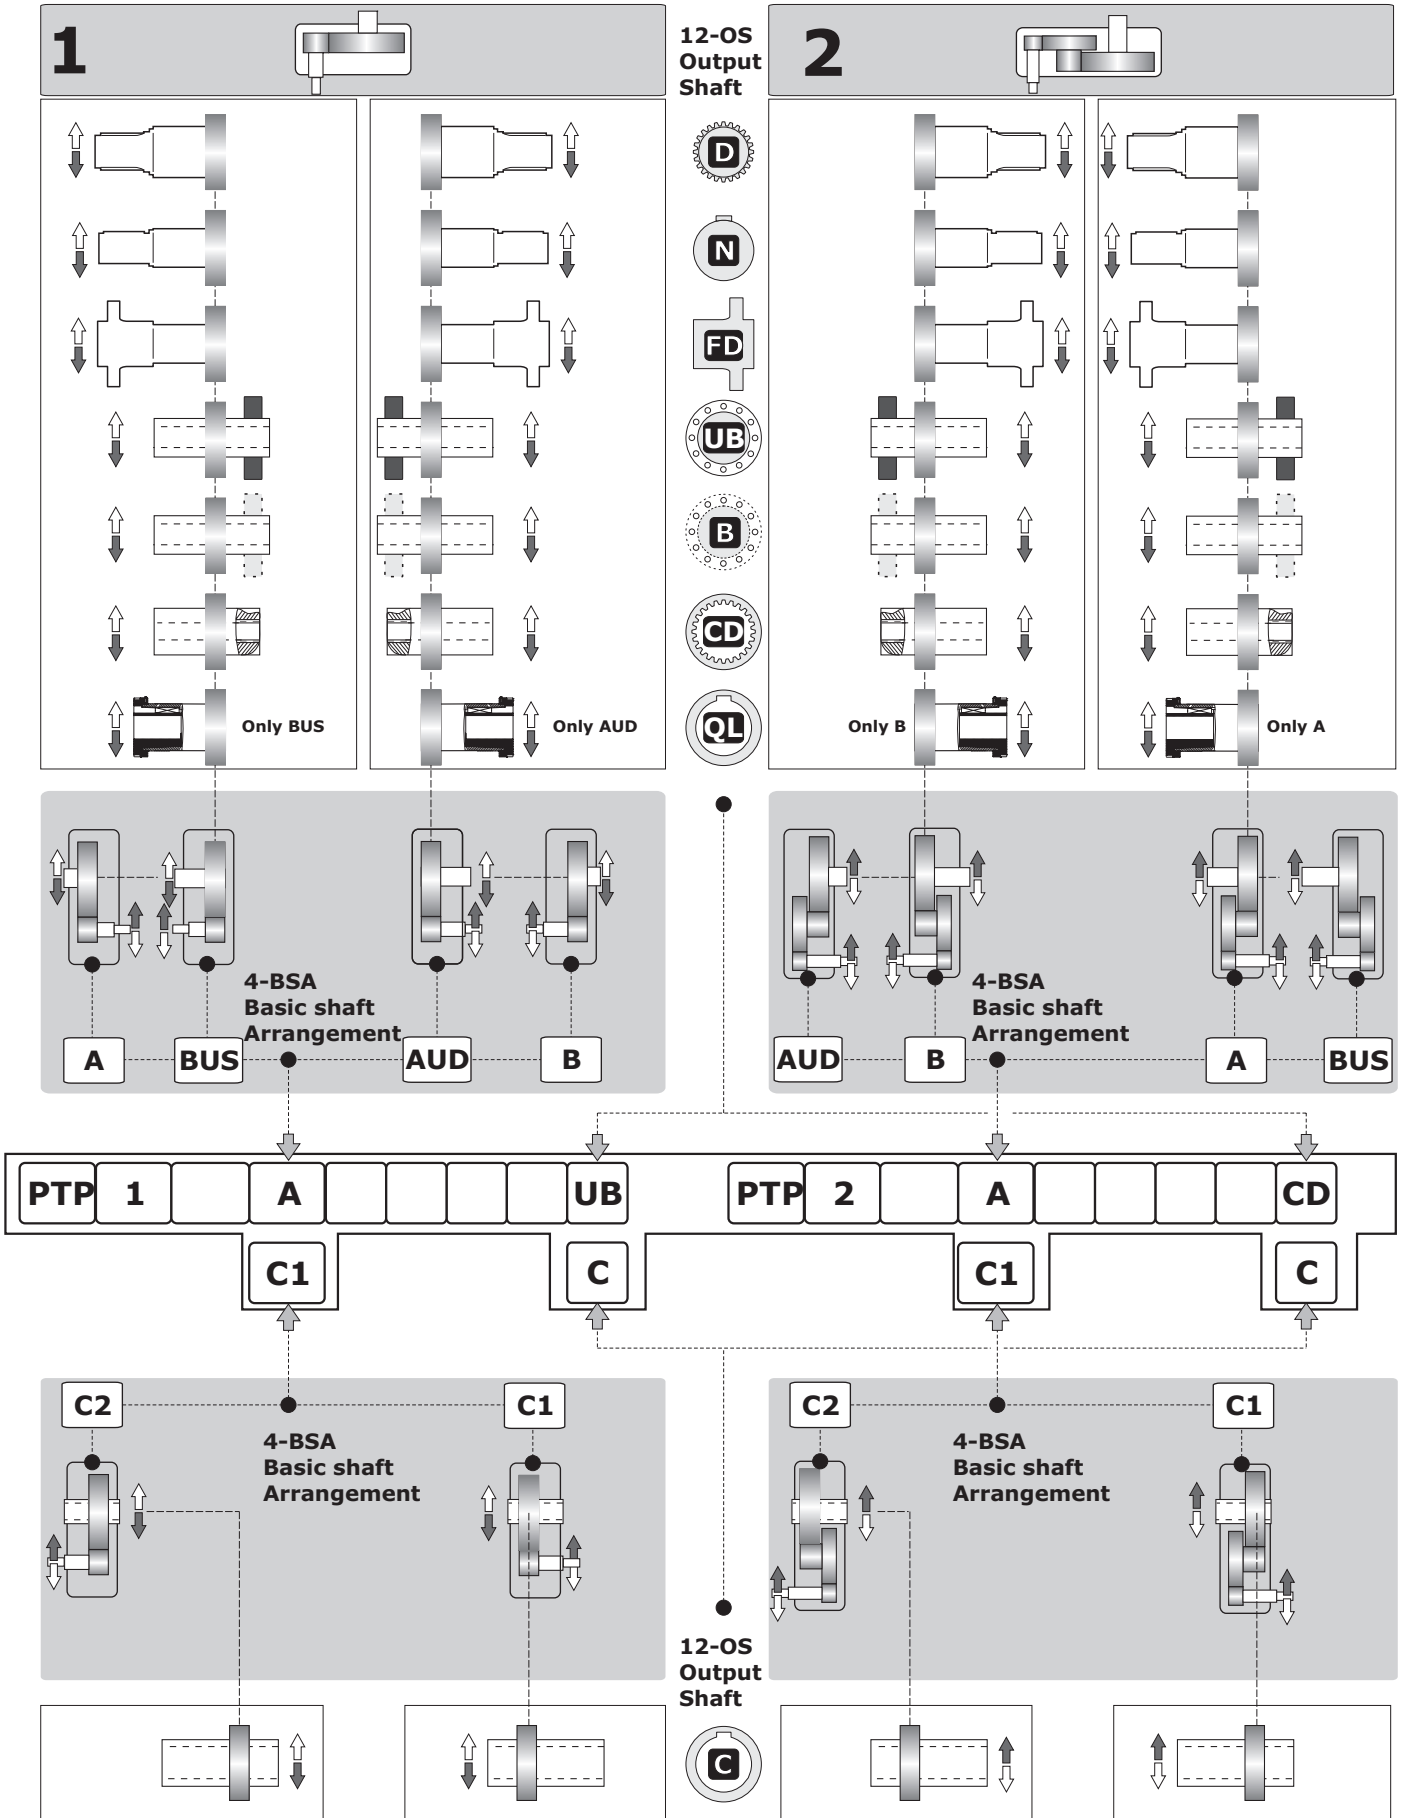 1
12-OS
Output
Shaft
2
D
N
FD
UB
B
CD
Only BUS
Only AUD
QL
Only B
Only A
4-BSA
Basic shaft
Arrangement
4-BSA
Basic shaft
Arrangement
A
BUS
AUD
B
AUD
B
A
BUS
PTP 1 A UB
PTP 2 A CD
C1
C
C1
C
C2
C1
C2
C1
4-BSA
Basic shaft
Arrangement
4-BSA
Basic shaft
Arrangement
12-OS
Output
Shaft
C